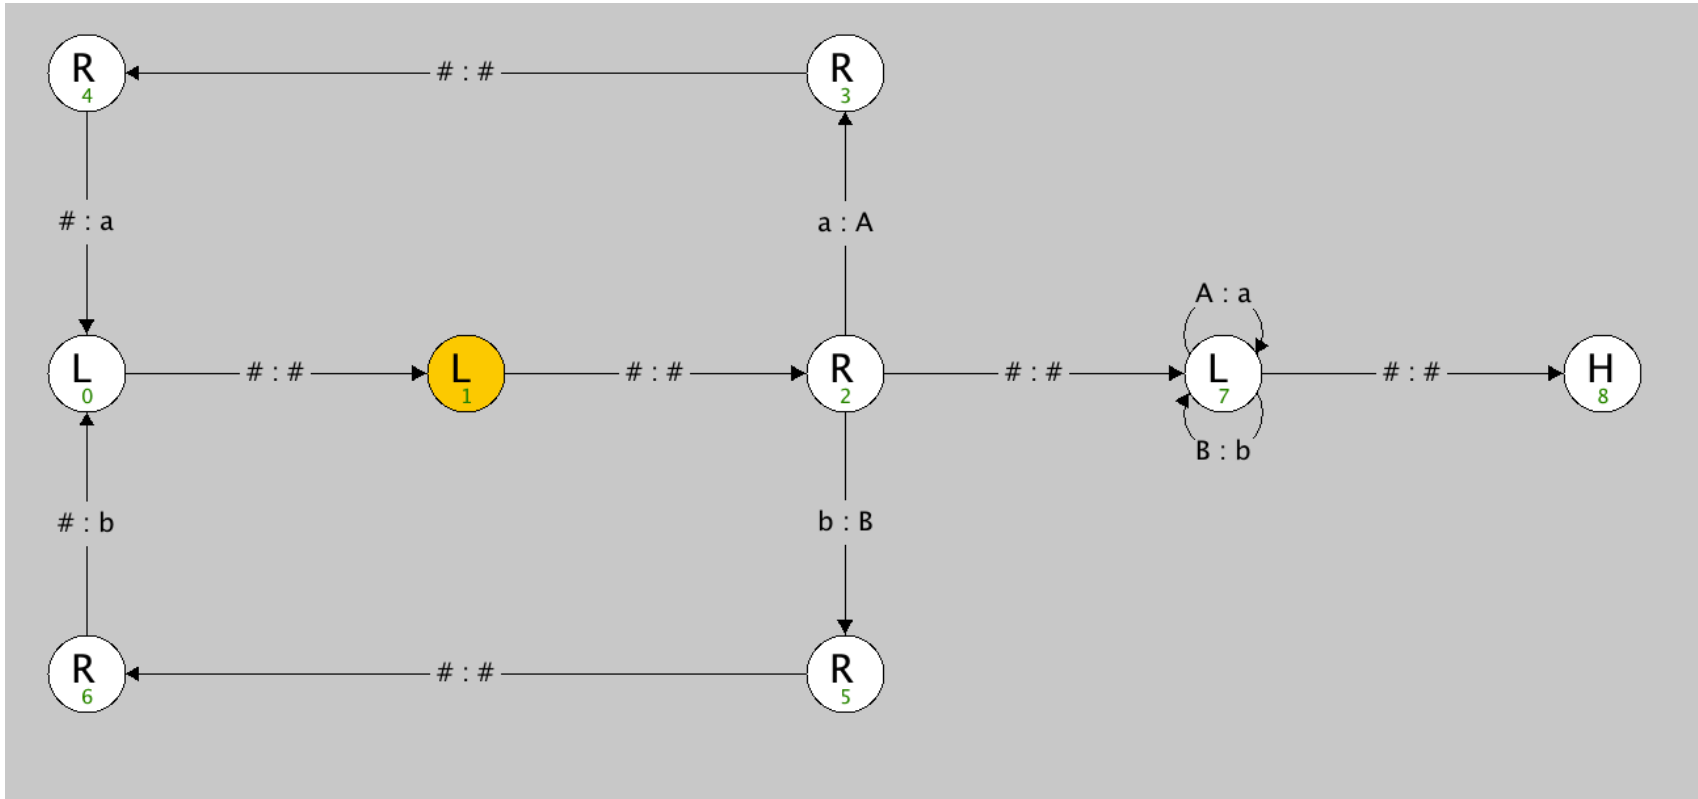 R # : # R
4 3
# : a a : A
A : a
L # : # L # : # R # : # L # : # H
0 1 2 7 8
B : b
# : b b : B
R # : # R
6 5